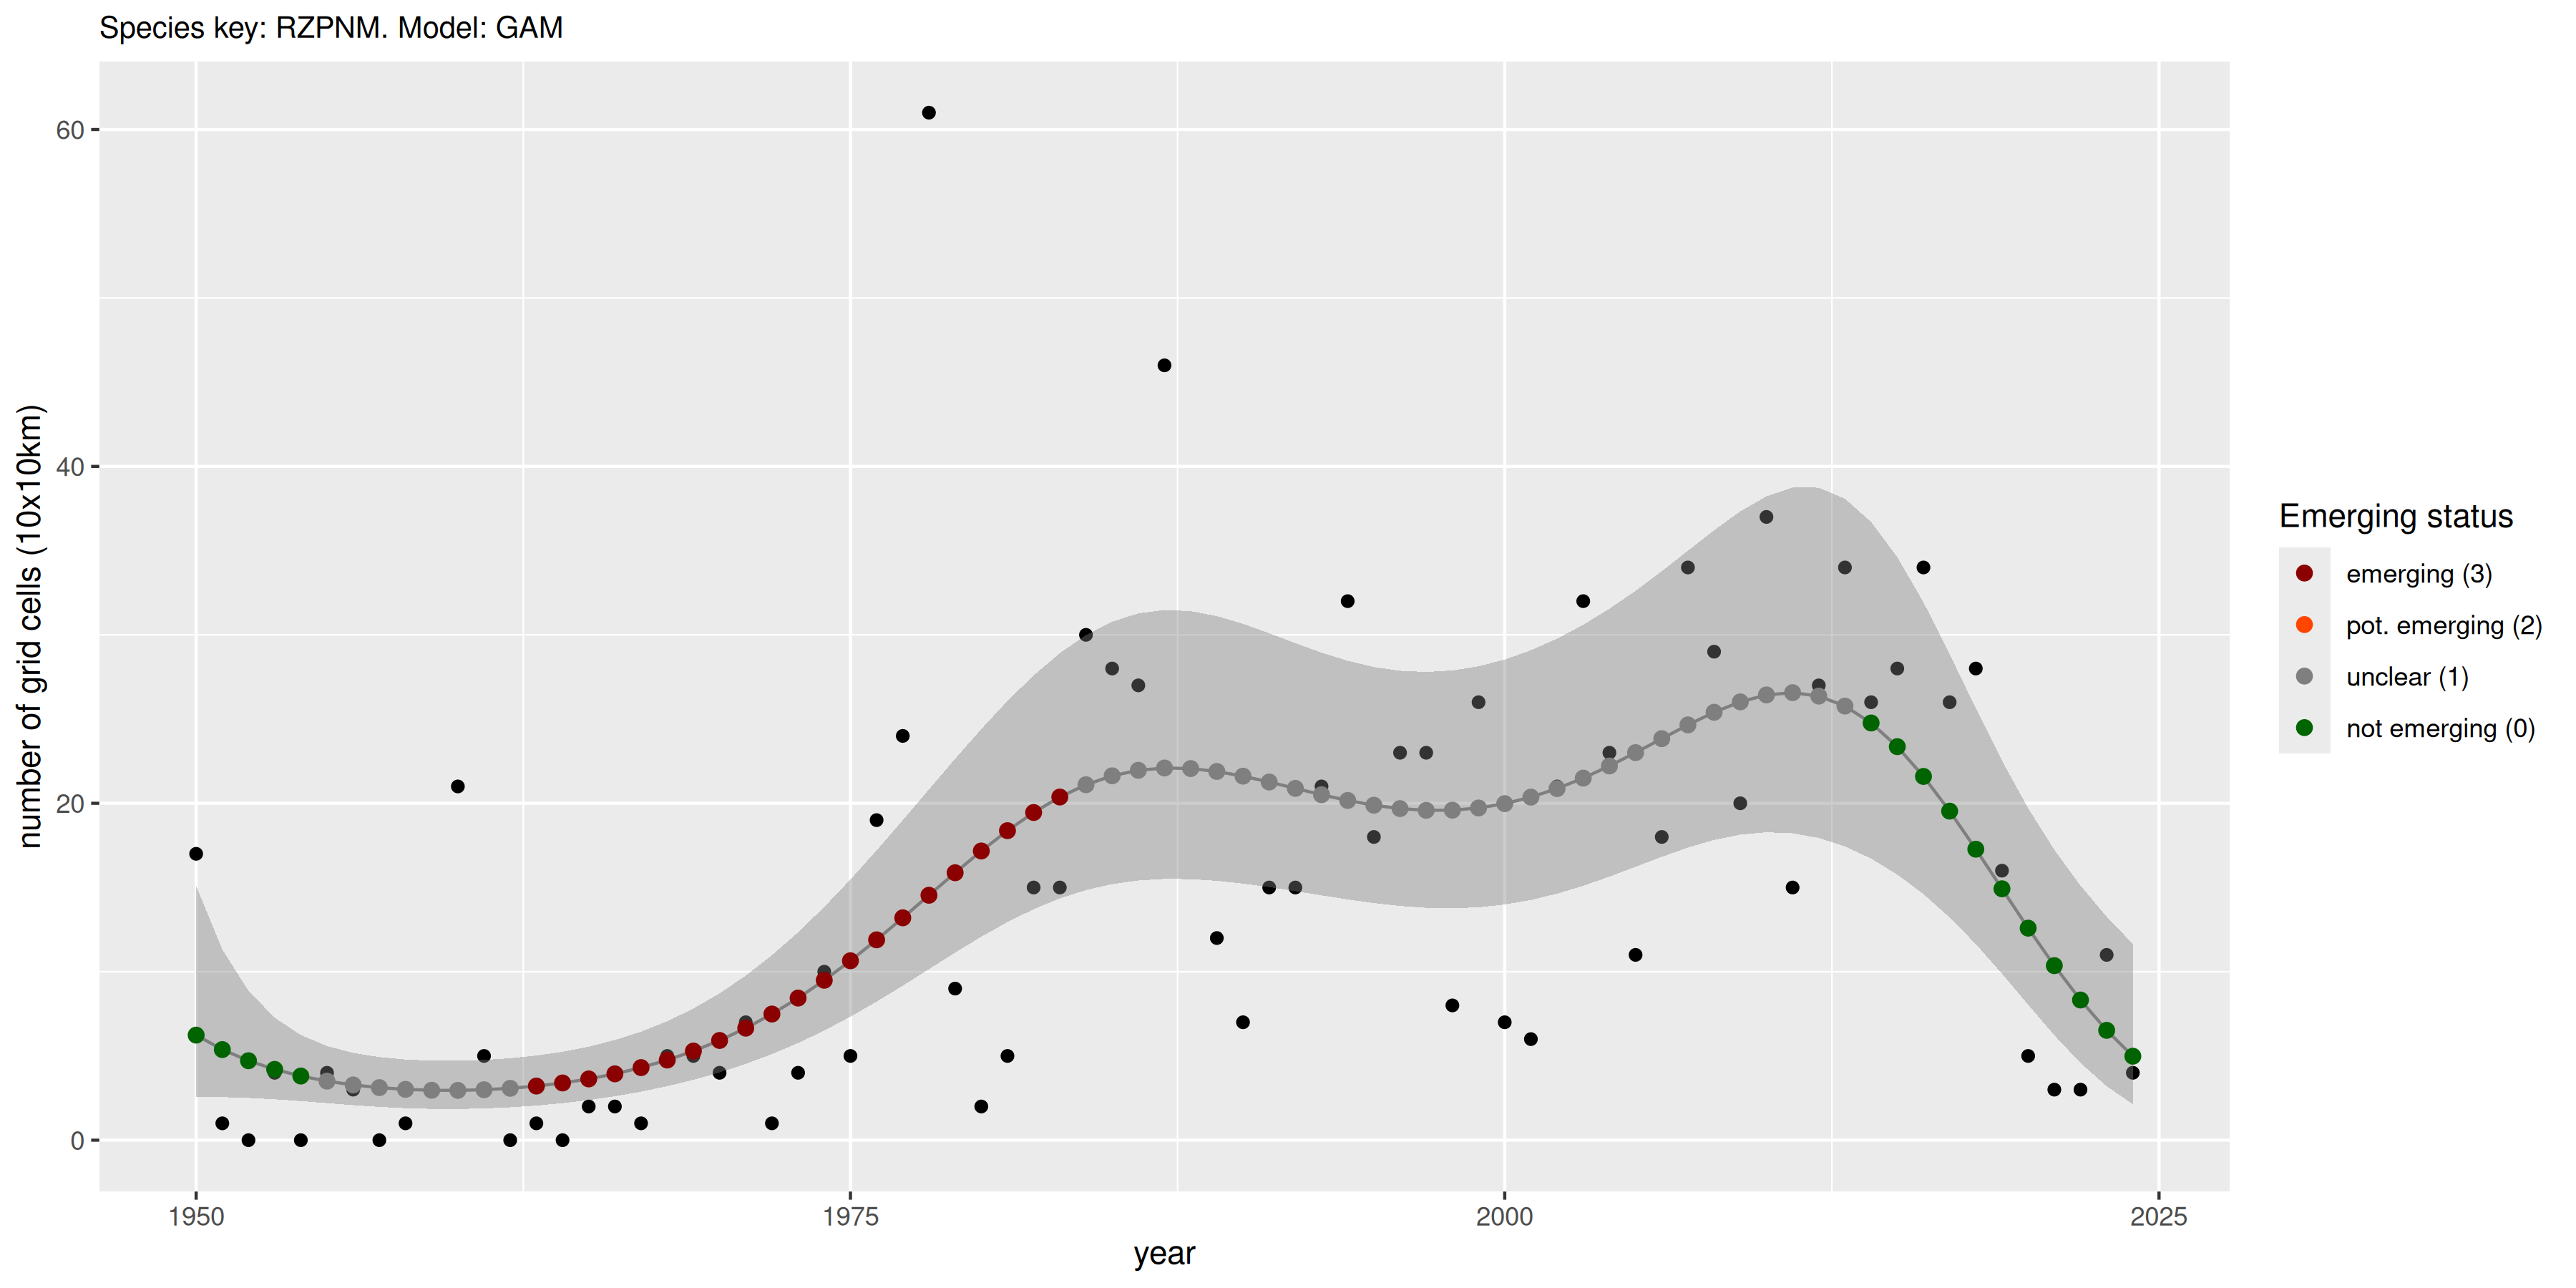 Species key: RZPNM. Model: GAM
60
40
20
0
number of grid cells (10x10km)
1950
1975
2000
2025
year
Emerging status
emerging (3)
pot. emerging (2)
unclear (1)
not emerging (0)